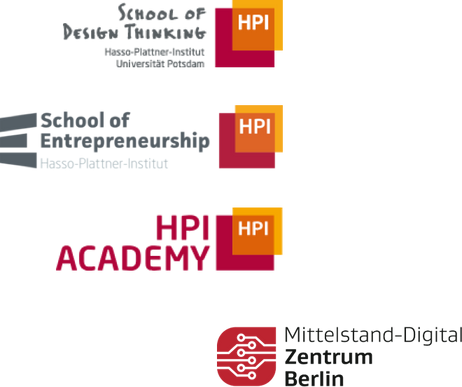 School of
Design Thinking
Hasso-Plattner-Institut
Universität Potsdam
HPI
School of
Entrepreneurship
Hasso-Plattner-Institut
HPI
HPI
ACADEMY
HPI
Mittelstand-Digital
Zentrum
Berlin